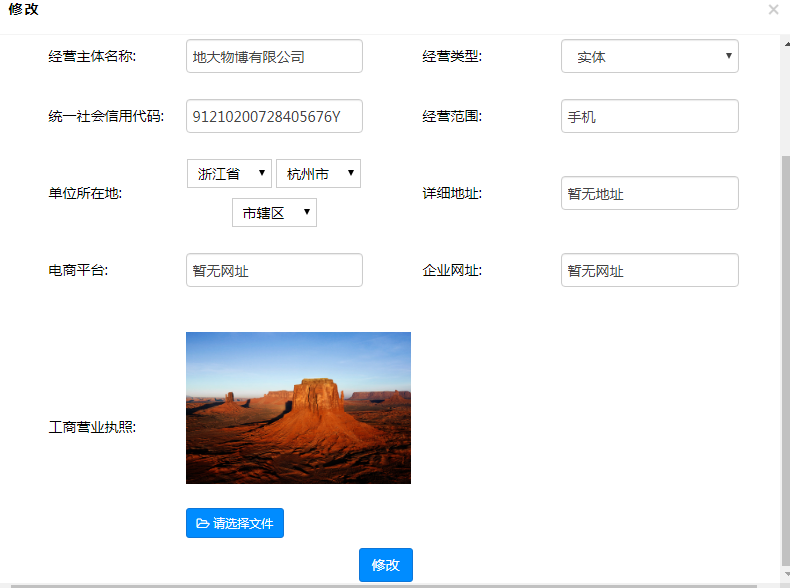 修改
经营主体名称: 地大物博有限公司 经营类型: 实体
统一社会信用代码: 91210200728405676Y 经营范围: 手机
单位所在地: 浙江省 杭州市 市辖区 详细地址: 暂无地址
电商平台: 暂无网址 企业网址: 暂无网址
工商营业执照:
请选择文件
修改